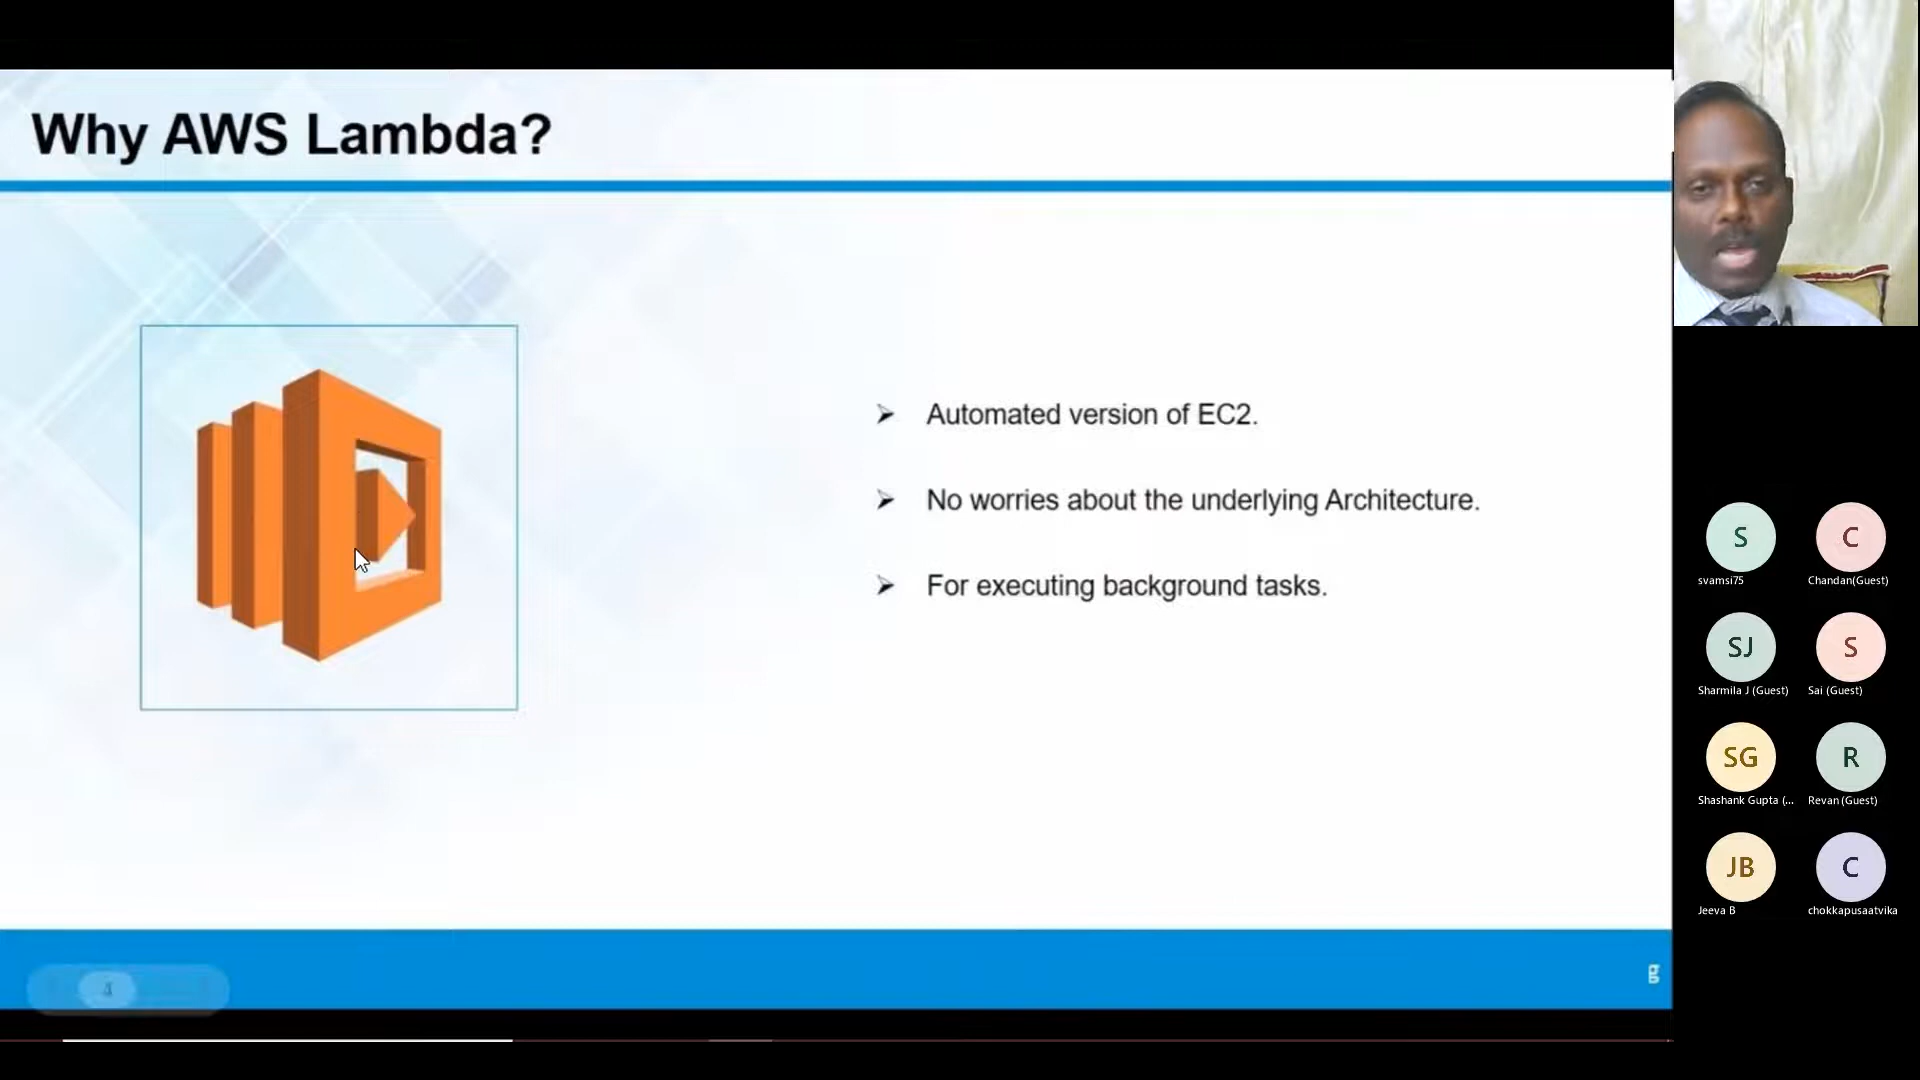 Why AWS Lambda?
➢ Automated version of EC2.
➢ No worries about the underlying Architecture.
➢ For executing background tasks.
g
4
S
C
svamsi75
Chandan(Guest)
SJ
S
Sharmila J (Guest)
Sai (Guest)
SG
R
Shashank Gupta (...
Revan (Guest)
JB
C
Jeeva B
chokkapusaatvika